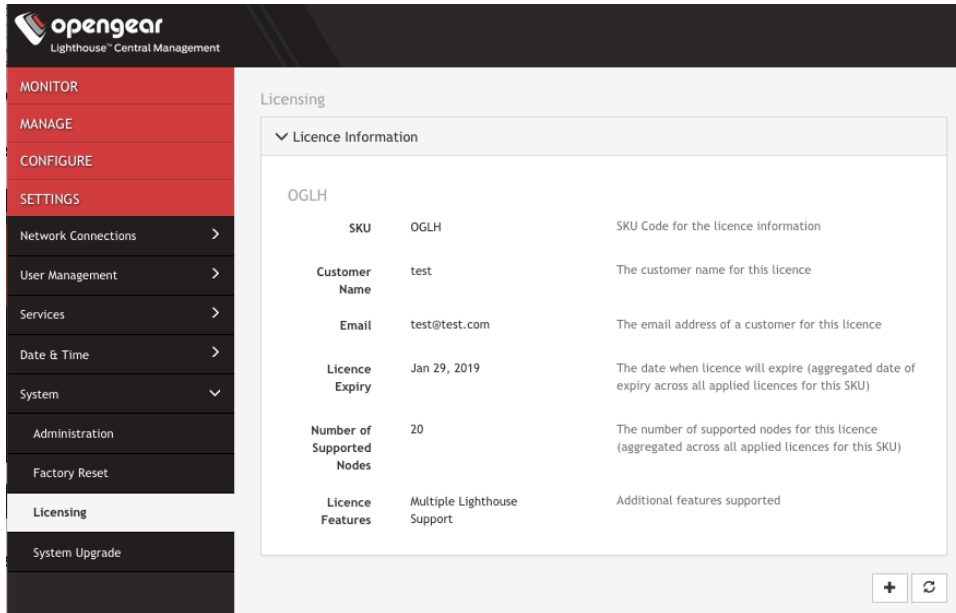 opengear
Lighthouse™ Central Management
MONITOR
MANAGE
CONFIGURE
SETTINGS
Network Connections
User Management
Services
Date & Time
System
Administration
Factory Reset
Licensing
System Upgrade
Licensing
Licence Information
OGLH
SKU
OGLH
SKU Code for the licence information
Customer
Name
test
The customer name for this licence
Email
test@test.com
The email address of a customer for this licence
Licence
Expiry
Jan 29, 2019
The date when licence will expire (aggregated date of
expiry across all applied licences for this SKU)
Number of
Supported
Nodes
20
The number of supported nodes for this licence
(aggregated across all applied licences for this SKU)
Licence
Features
Multiple Lighthouse
Support
Additional features supported